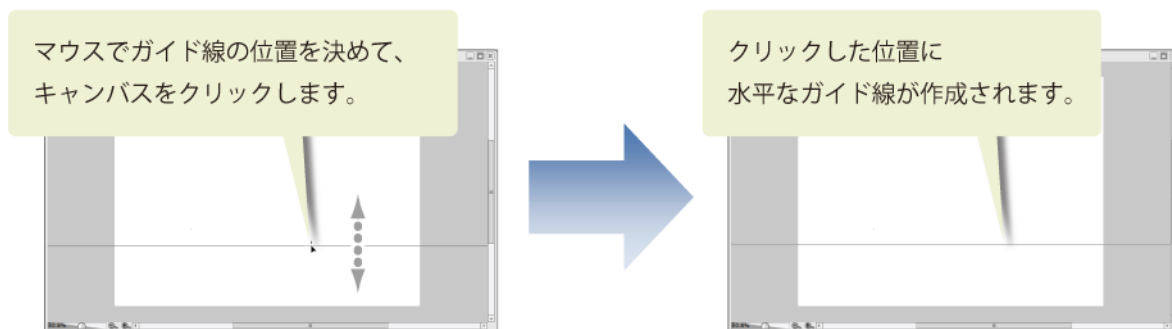 マウスでガイド線の位置を決めて、
キャンバスをクリックします。
クリックした位置に
水平なガイド線が作成されます。